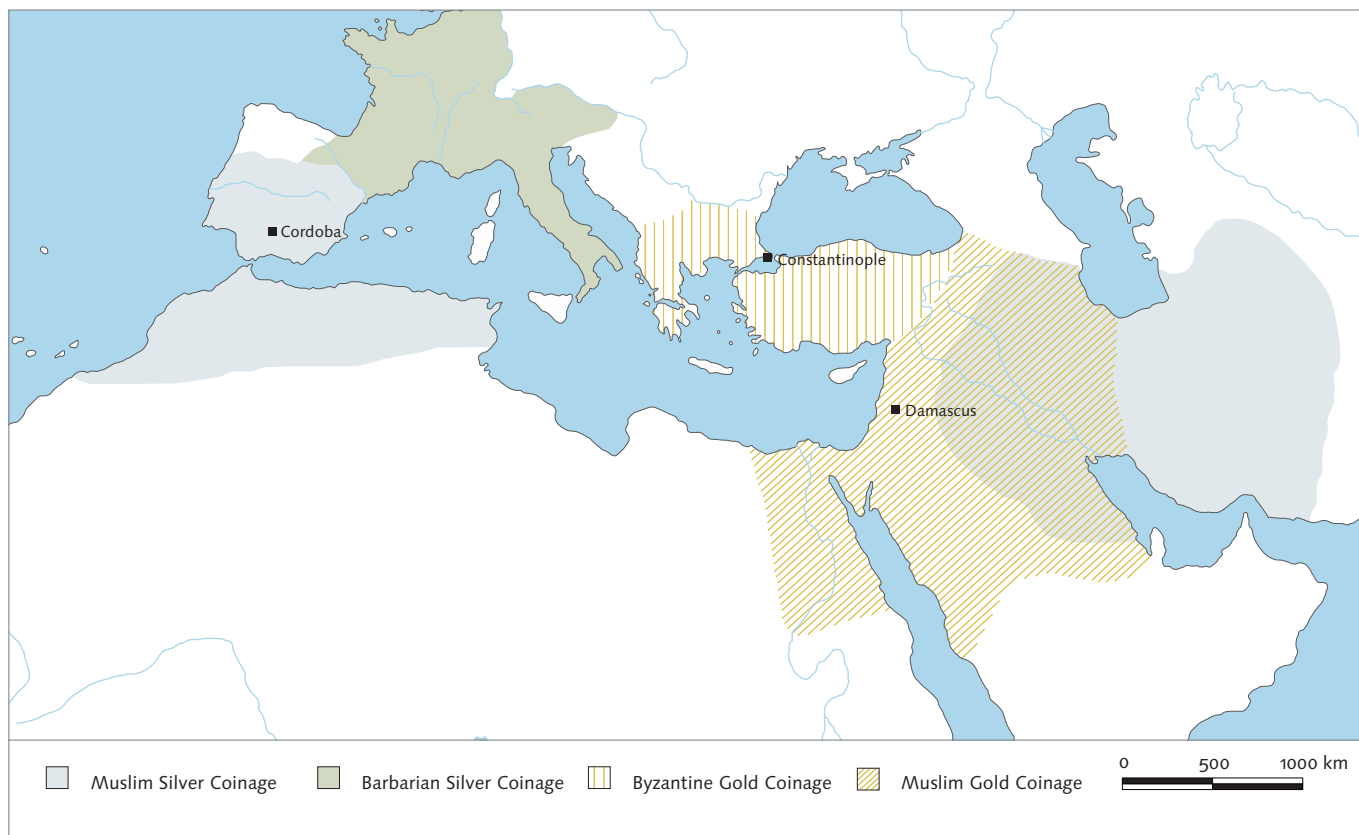 Cordoba
Constantinople
Damascus
Muslim Silver Coinage
Barbarian Silver Coinage
Byzantine Gold Coinage
Muslim Gold Coinage
0 500 1000 km